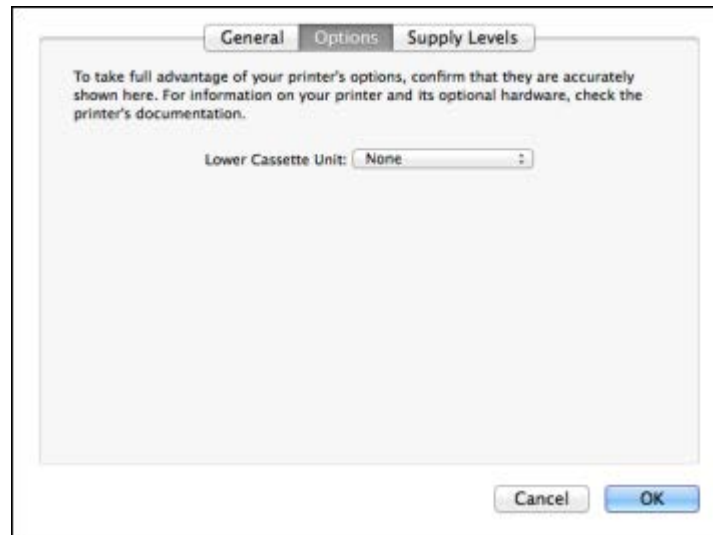 General Options Supply Levels
To take full advantage of your printer's options, confirm that they are accurately
shown here. For information on your printer and its optional hardware, check the
printer's documentation.
Lower Cassette Unit: None
Cancel OK